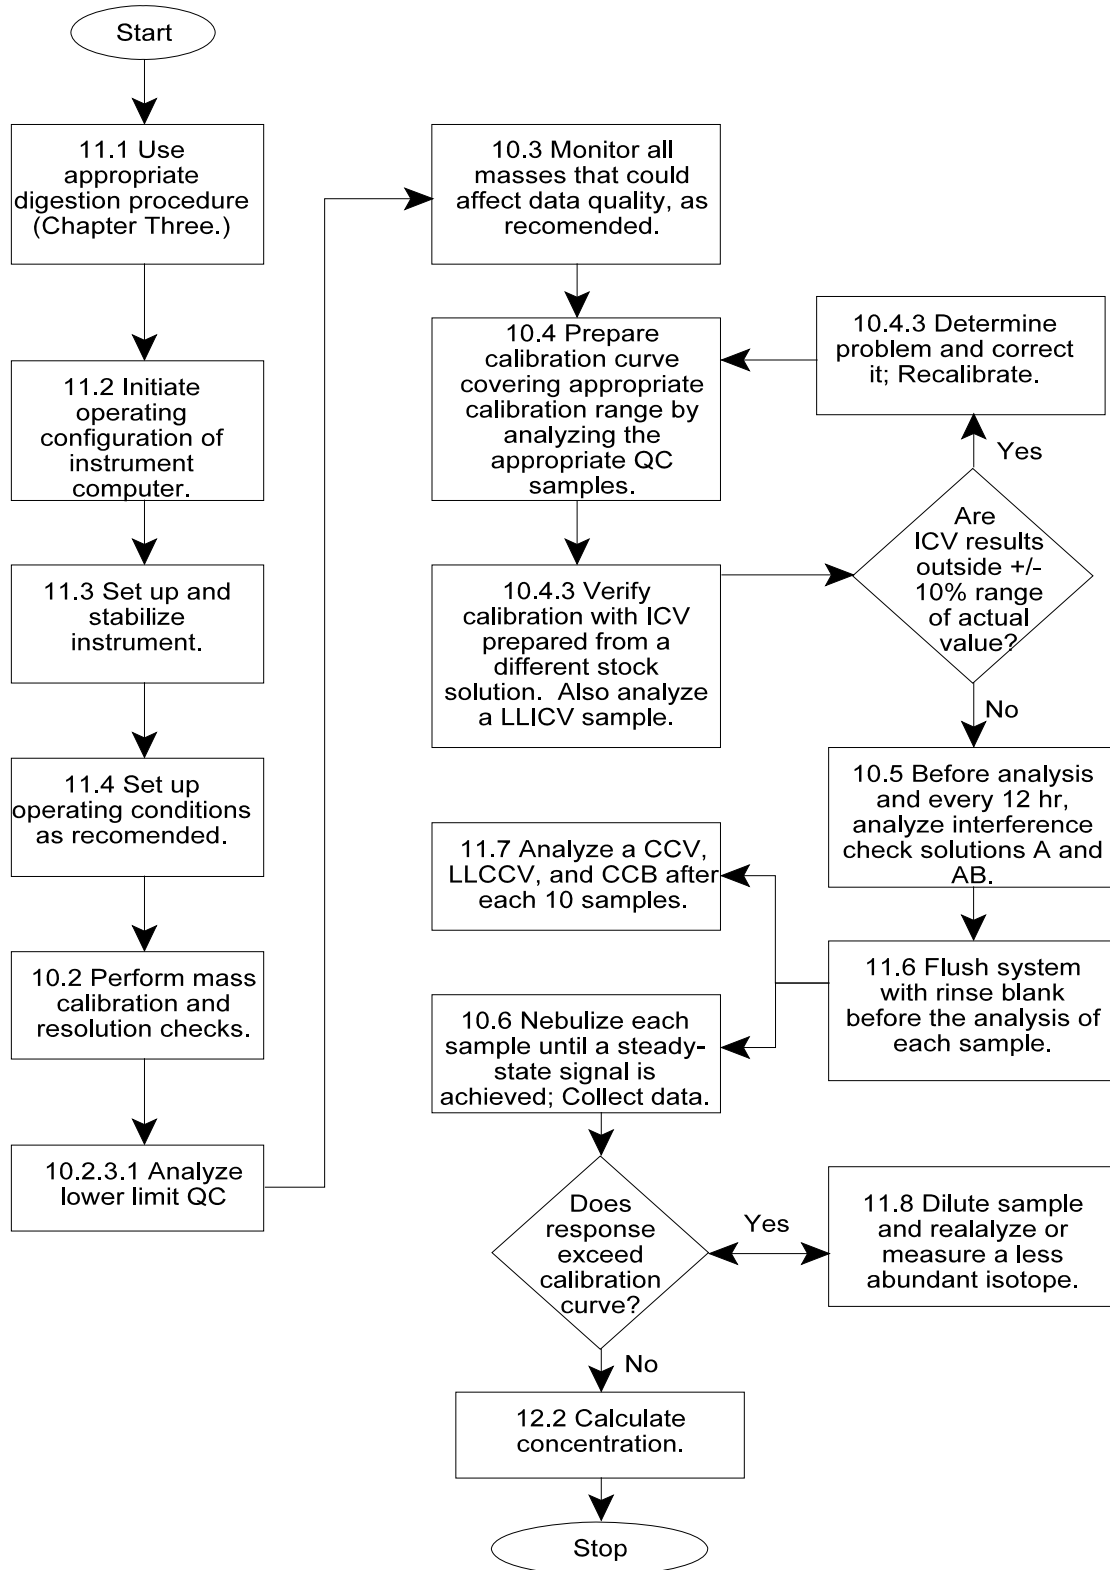 Start
11.1 Use
appropriate
digestion procedure
(Chapter Three.)
11.2 Initiate
operating
configuration of
instrument
computer.
11.3 Set up and
stabilize
instrument.
11.4 Set up
operating conditions
as recomended.
10.2 Perform mass
calibration and
resolution checks.
10.2.3.1 Analyze
lower limit QC
10.3 Monitor all
masses that could
affect data quality, as
recomended.
10.4 Prepare
calibration curve
covering appropriate
calibration range by
analyzing the
appropriate QC
samples.
10.4.3 Verify
calibration with ICV
prepared from a
different stock
solution. Also analyze
a LLICV sample.
Are
ICV results
outside +/-
10% range
of actual
value?
Yes
10.4.3 Determine
problem and correct
it; Recalibrate.
No
10.5 Before analysis
and every 12 hr,
analyze interference
check solutions A and
AB.
11.6 Flush system
with rinse blank
before the analysis of
each sample.
11.7 Analyze a CCV,
LLCCV, and CCB after
each 10 samples.
10.6 Nebulize each
sample until a steady-
state signal is
achieved; Collect data.
Does
response
exceed
calibration
curve?
Yes
11.8 Dilute sample
and realalyze or
measure a less
abundant isotope.
No
12.2 Calculate
concentration.
Stop